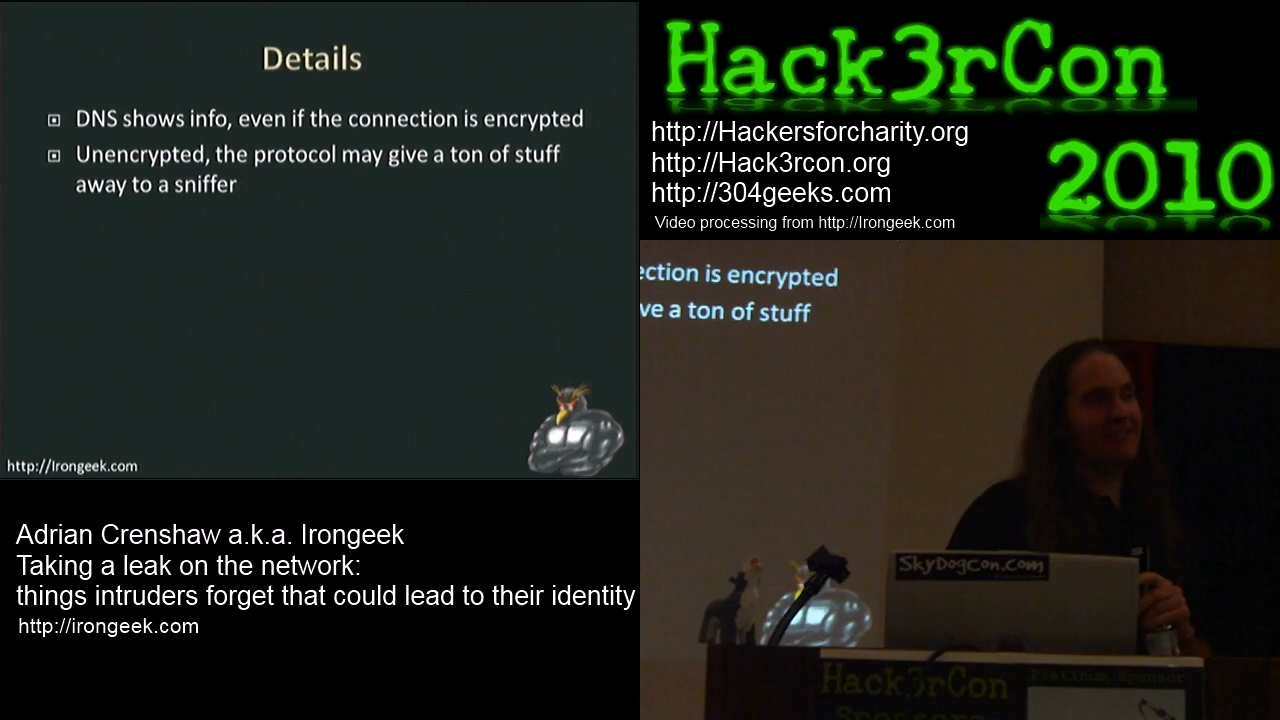 Details
DNS shows info, even if the connection is encrypted
Unencrypted, the protocol may give a ton of stuff
away to a sniffer
http://Irongeek.com
Adrian Crenshaw a.k.a. Irongeek
Taking a leak on the network:
things intruders forget that could lead to their identity
http://irongeek.com
Hack3rCon
2010
http://Hackersforcharity.org
http://Hack3rcon.org
http://304geeks.com
Video processing from http://Irongeek.com
ection is encrypted
ve a ton of stuff
SkyDogCon.com
Hack3rCon
Sponsors
Platinum Sponsor